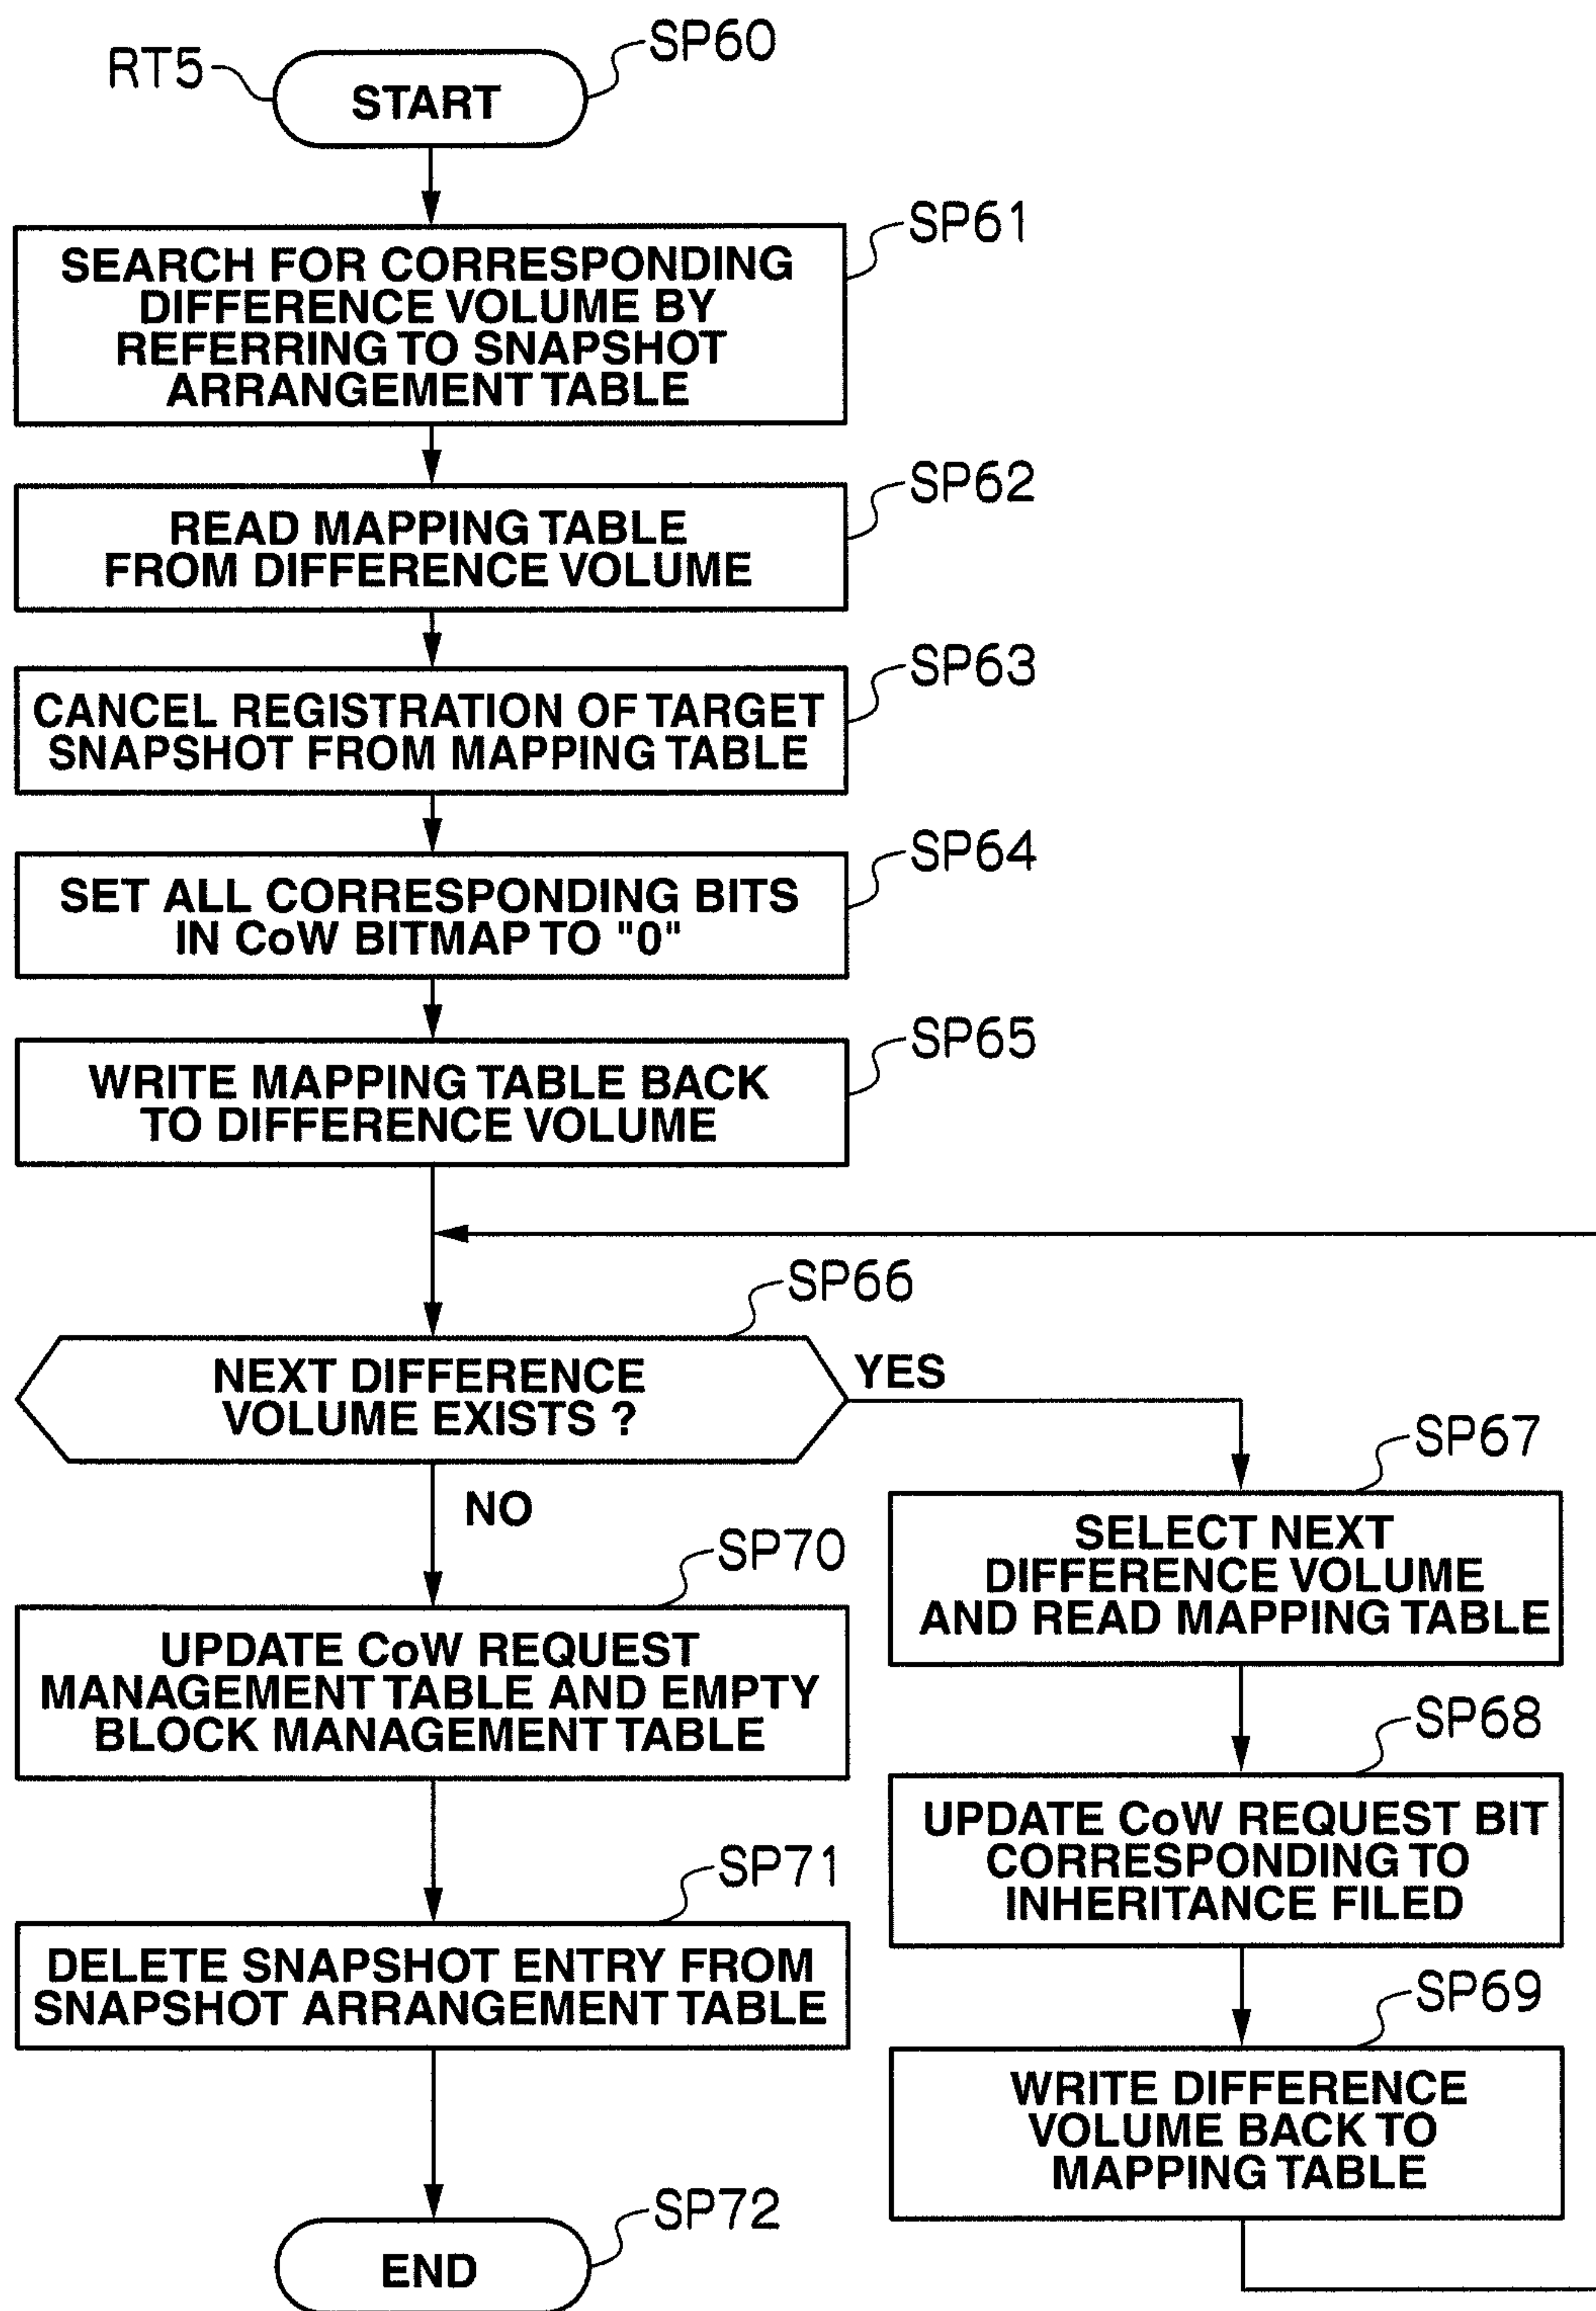 RT5
SP60
START
SP61
SEARCH FOR CORRESPONDING
DIFFERENCE VOLUME BY
REFERRING TO SNAPSHOT
ARRANGEMENT TABLE
SP62
READ MAPPING TABLE
FROM DIFFERENCE VOLUME
SP63
CANCEL REGISTRATION OF TARGET
SNAPSHOT FROM MAPPING TABLE
SP64
SET ALL CORRESPONDING BITS
IN CoW BITMAP TO "0"
SP65
WRITE MAPPING TABLE BACK
TO DIFFERENCE VOLUME
SP66
NEXT DIFFERENCE
VOLUME EXISTS ?
YES
NO
SP67
SELECT NEXT
DIFFERENCE VOLUME
AND READ MAPPING TABLE
SP68
UPDATE CoW REQUEST BIT
CORRESPONDING TO
INHERITANCE FILED
SP69
WRITE DIFFERENCE
VOLUME BACK TO
MAPPING TABLE
SP70
UPDATE CoW REQUEST
MANAGEMENT TABLE AND EMPTY
BLOCK MANAGEMENT TABLE
SP71
DELETE SNAPSHOT ENTRY FROM
SNAPSHOT ARRANGEMENT TABLE
SP72
END